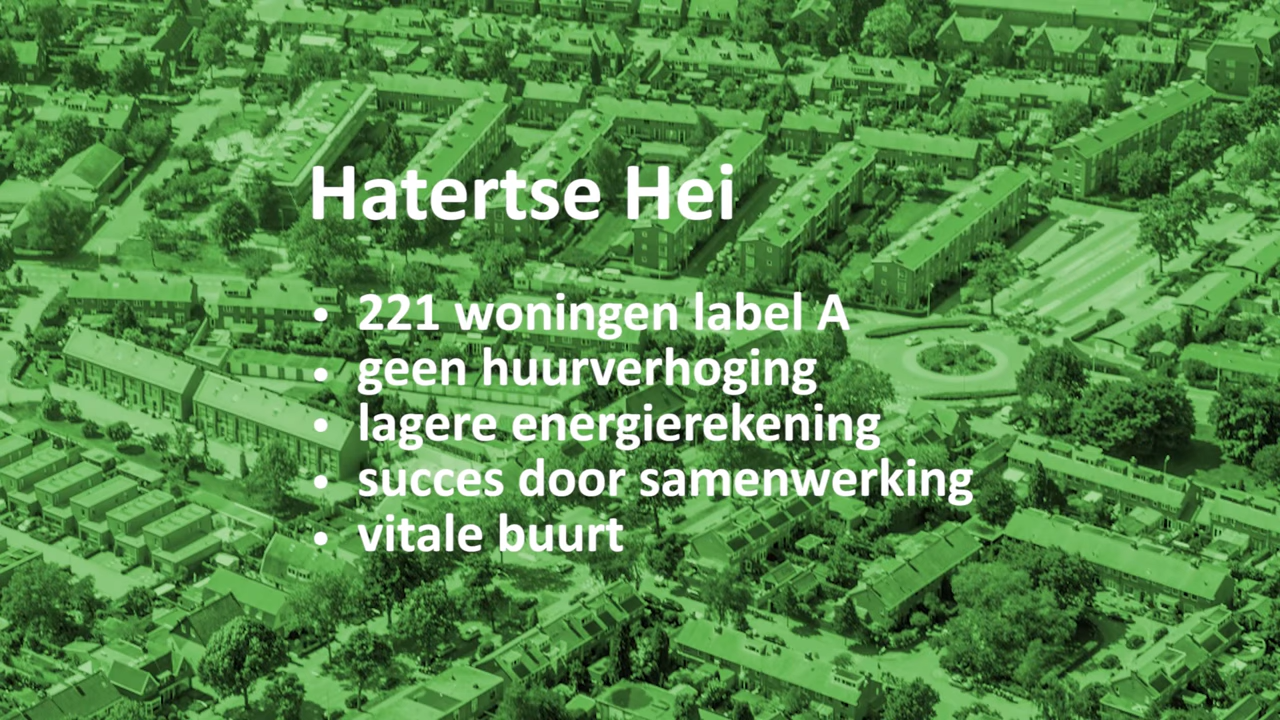 Hatertse Hei
• 221 woningen label A
• geen huurverhoging
• lagere energierekening
• succes door samenwerking
• vitale buurt